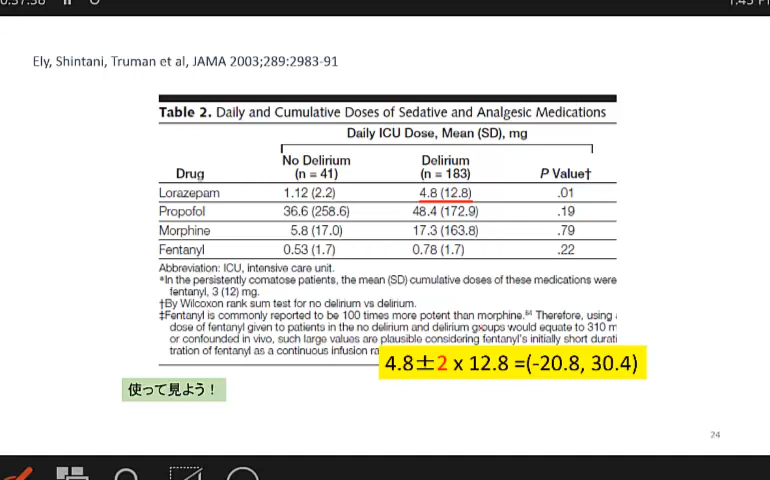 Ely, Shintani, Truman et al, JAMA 2003;289:2983-91
Table 2. Daily and Cumulative Doses of Sedative and Analgesic Medications
Daily ICU Dose, Mean (SD), mg
Drug No Delirium (n = 41) Delirium (n = 183) P Value†
Lorazepam 1.12 (2.2) 4.8 (12.8) .01
Propofol 36.6 (258.6) 48.4 (172.9) .19
Morphine 5.8 (17.0) 17.3 (163.8) .79
Fentanyl 0.53 (1.7) 0.78 (1.7) .22
Abbreviation: ICU, intensive care unit.
*In the persistently comatose patients, the mean (SD) cumulative doses of these medications were
fentanyl, 3 (12) mg.
†By Wilcoxon rank sum test for no delirium vs delirium.
‡Fentanyl is commonly reported to be 100 times more potent than morphine. Therefore, using
dose of fentanyl given to patients in the no delirium and delirium groups would equate to 310 m
or confounded in vivo, such large values are plausible considering fentanyl's initially short durati
tration of fentanyl as a continuous infusion ra
4.8±2 x 12.8 =(-20.8, 30.4)
使って見よう！
24